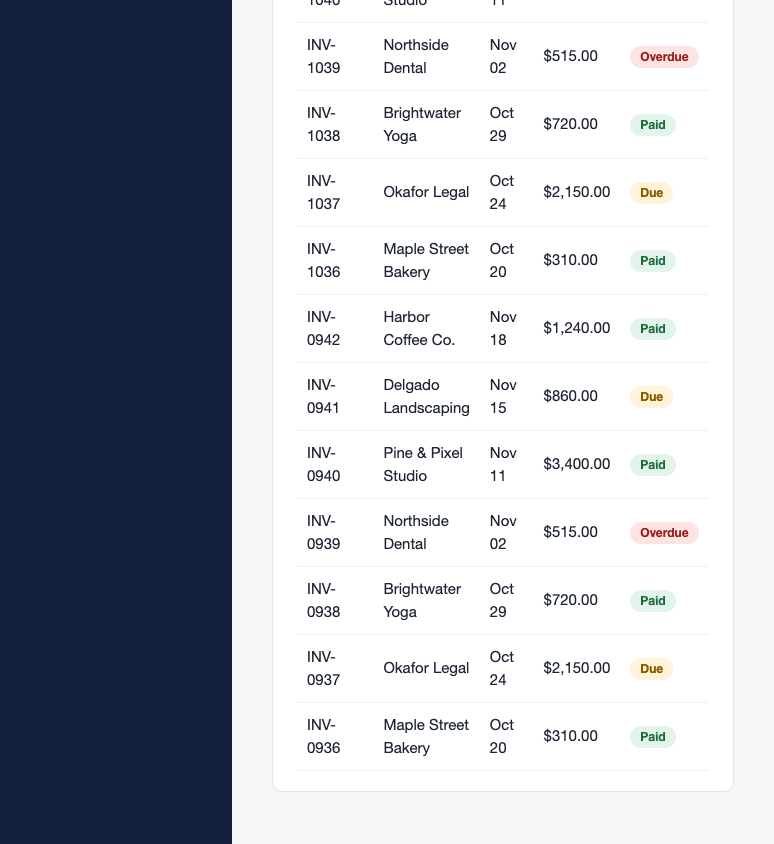 1040 Studio 11
INV- Northside Nov $515.00 Overdue
1039 Dental 02
INV- Brightwater Oct $720.00 Paid
1038 Yoga 29
INV- Okafor Legal Oct $2,150.00 Due
1037 24
INV- Maple Street Oct $310.00 Paid
1036 Bakery 20
INV- Harbor Nov $1,240.00 Paid
0942 Coffee Co. 18
INV- Delgado Nov $860.00 Due
0941 Landscaping 15
INV- Pine & Pixel Nov $3,400.00 Paid
0940 Studio 11
INV- Northside Nov $515.00 Overdue
0939 Dental 02
INV- Brightwater Oct $720.00 Paid
0938 Yoga 29
INV- Okafor Legal Oct $2,150.00 Due
0937 24
INV- Maple Street Oct $310.00 Paid
0936 Bakery 20